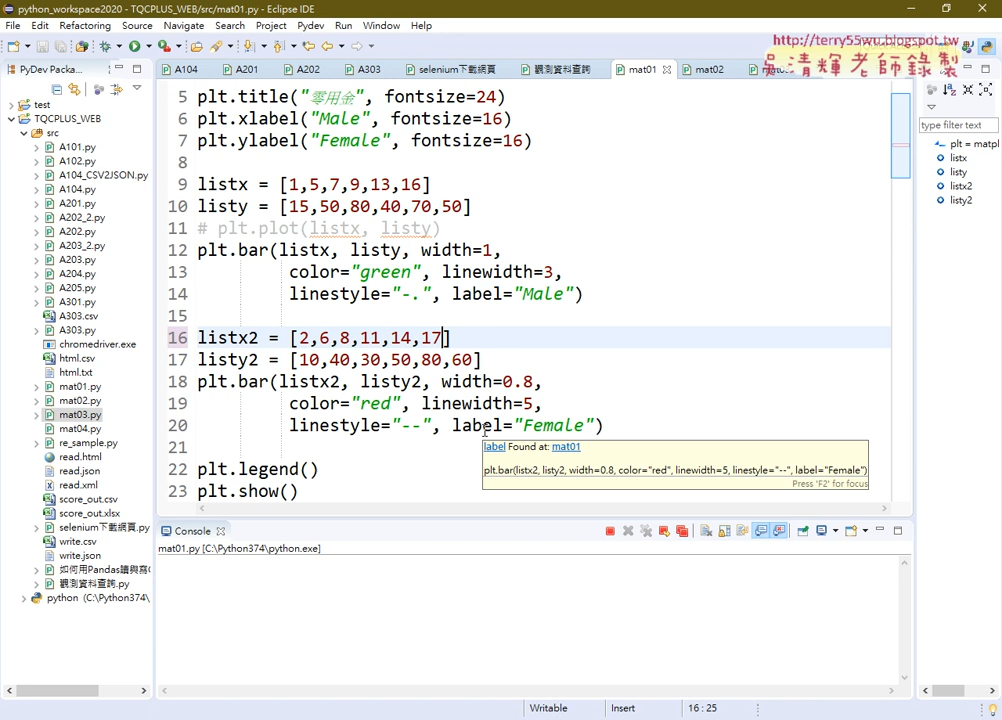 python_workspace2020 - TQCPLUS_WEB/src/mat01.py - Eclipse IDE
File Edit Refactoring Source Navigate Search Project Pydev Run Window Help
http://terry55wu.blogspot.tw
吳清輝老師錄製
PyDev Packa...
A104 A201 A202 A303 selenium下載網頁 觀測資料查詢 mat01 mat02
test
TQCPLUS_WEB
src
A101.py
A102.py
A104_CSV2JSON.py
A104.py
A201.py
A202_2.py
A202.py
A203_2.py
A203.py
A204.py
A205.py
A301.py
A303.csv
A303.py
chromedriver.exe
html.csv
html.txt
mat01.py
mat02.py
mat03.py
mat04.py
re_sample.py
read.html
read.json
read.xml
score_out.csv
score_out.xlsx
selenium下載網頁.py
write.csv
write.json
如何用Pandas讀與寫
觀測資料查詢.py
python (C:\Python374\
5 plt.title("零用金", fontsize=24)
6 plt.xlabel("Male", fontsize=16)
7 plt.ylabel("Female", fontsize=16)
8
9 listx = [1,5,7,9,13,16]
10 listy = [15,50,80,40,70,50]
11 # plt.plot(listx, listy)
12 plt.bar(listx, listy, width=1,
13 color="green", linewidth=3,
14 linestyle="-.", label="Male")
15
16 listx2 = [2,6,8,11,14,17]
17 listy2 = [10,40,30,50,80,60]
18 plt.bar(listx2, listy2, width=0.8,
19 color="red", linewidth=5,
20 linestyle="--", label="Female")
21
22 plt.legend()
23 plt.show()
label Found at: mat01
plt.bar(listx2, listy2, width=0.8, color="red", linewidth=5, linestyle="--", label="Female")
Press 'F2' for focus
type filter text
plt = matpl
listx
listy
listx2
listy2
Console
mat01.py [C:\Python374\python.exe]
Writable Insert 16 : 25